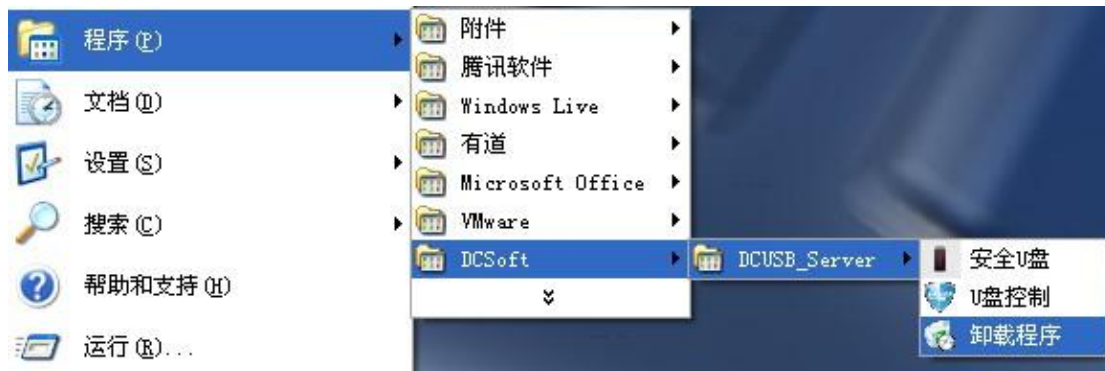 程序(P)
文档(D)
设置(S)
搜索(C)
帮助和支持(H)
运行(R)...
附件
腾讯软件
Windows Live
有道
Microsoft Office
VMware
DCSoft
DCUSB_Server
安全U盘
U盘控制
卸载程序